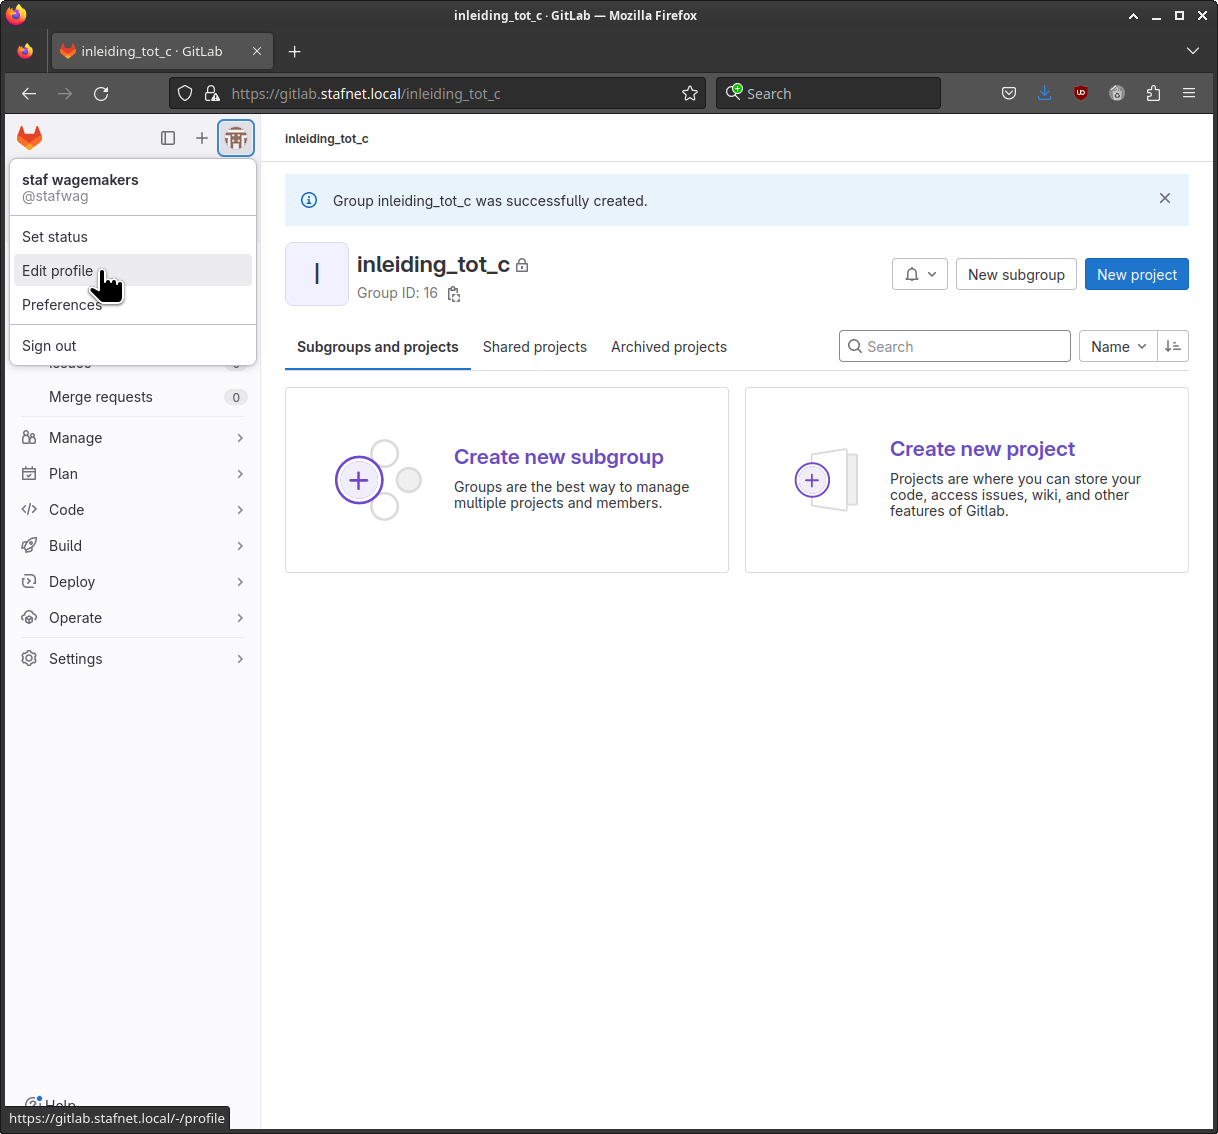 inleiding_tot_c · GitLab — Mozilla Firefox
inleiding_tot_c · GitLab
https://gitlab.stafnet.local/inleiding_tot_c
Search
inleiding_tot_c
staf wagemakers
@stafwag
Set status
Edit profile
Preferences
Sign out
Issues
0
Merge requests
0
Manage
Plan
Code
Build
Deploy
Operate
Settings
Help
https://gitlab.stafnet.local/-/profile
Group inleiding_tot_c was successfully created.
I
inleiding_tot_c
Group ID: 16
New subgroup
New project
Subgroups and projects
Shared projects
Archived projects
Search
Name
Create new subgroup
Groups are the best way to manage
multiple projects and members.
Create new project
Projects are where you can store your
code, access issues, wiki, and other
features of Gitlab.